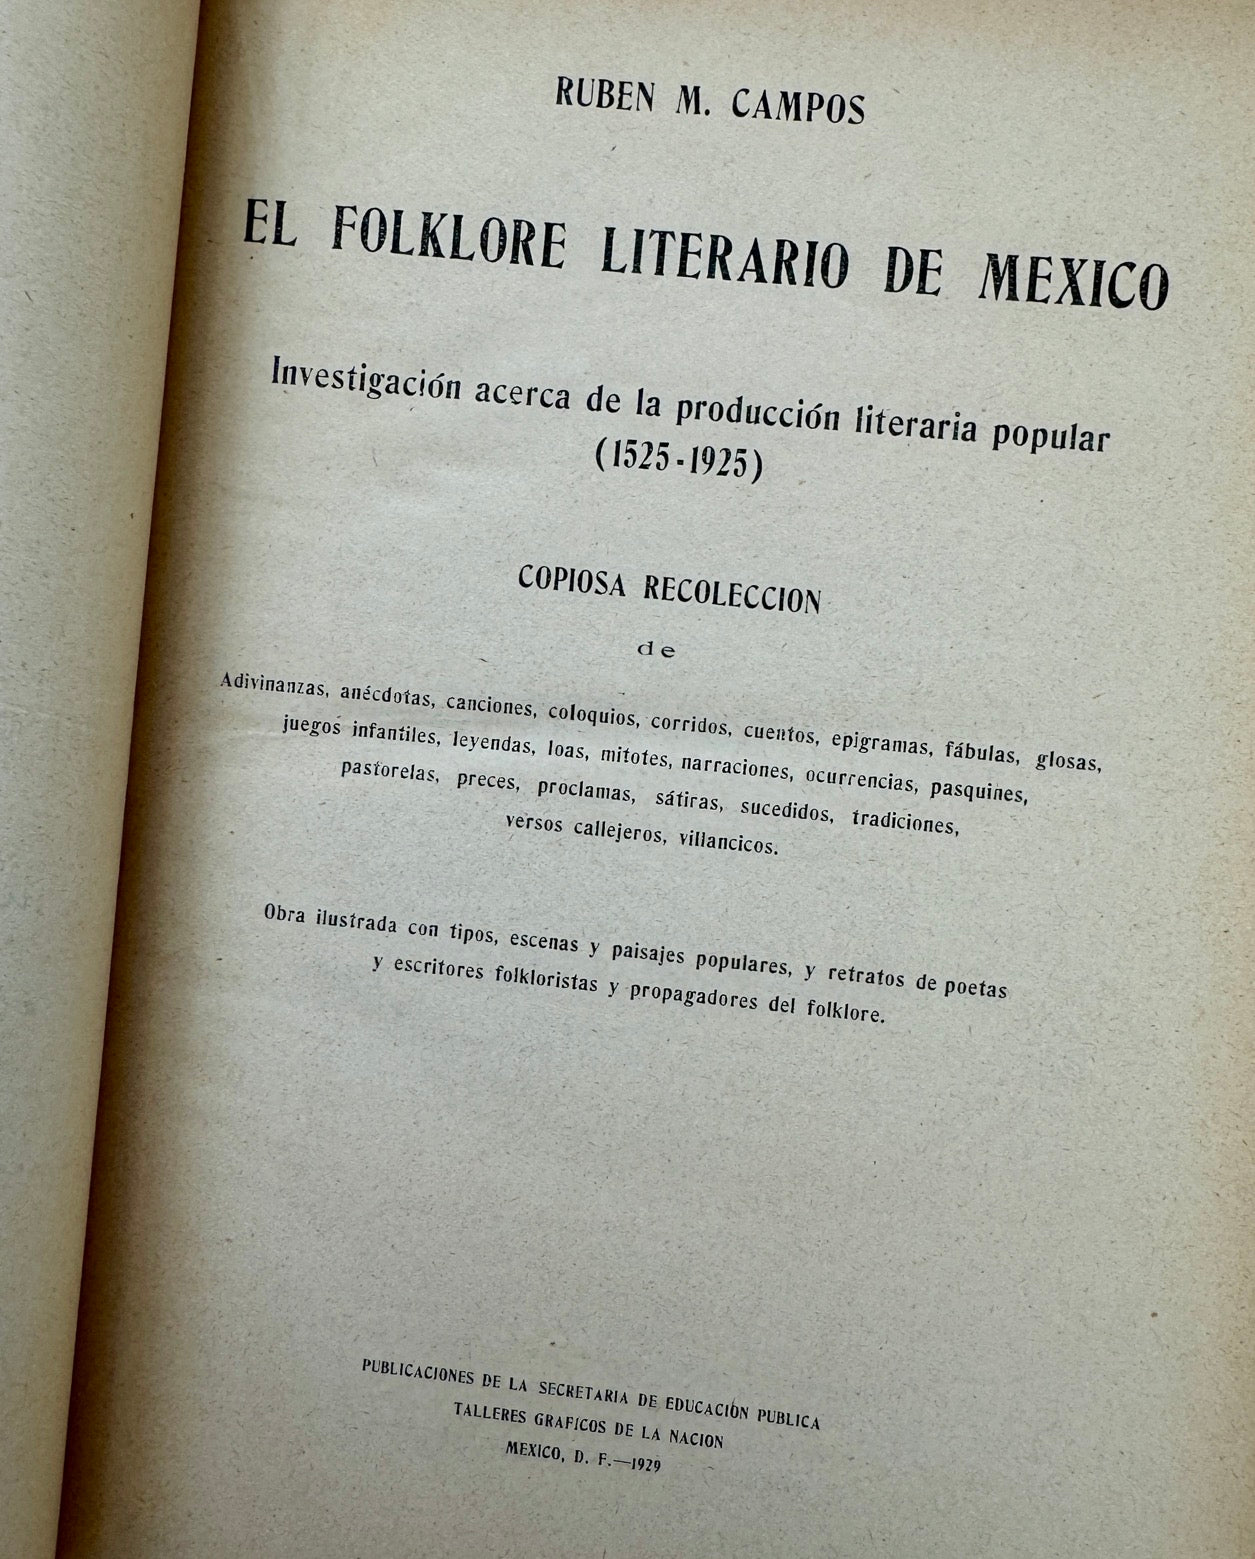 RUBEN M. CAMPOS
EL FOLKLORE LITERARIO DE MEXICO
Investigación acerca de la producción literaria popular
(1525-1925)
COPIOSA RECOLECCION
de
Adivinanzas, anécdotas, canciones, coloquios, corridos, cuentos, epigramas, fábulas, glosas,
juegos infantiles, leyendas, loas, mitotes, narraciones, ocurrencias, pasquines,
pastorelas, preces, proclamas, sátiras, sucedidos, tradiciones,
versos callejeros, villancicos.
Obra ilustrada con tipos, escenas y paisajes populares, y retratos de poetas
y escritores folkloristas y propagadores del folklore.
PUBLICACIONES DE LA SECRETARIA DE EDUCACIÓN PUBLICA
TALLERES GRAFICOS DE LA NACION
MEXICO, D. F.—1929